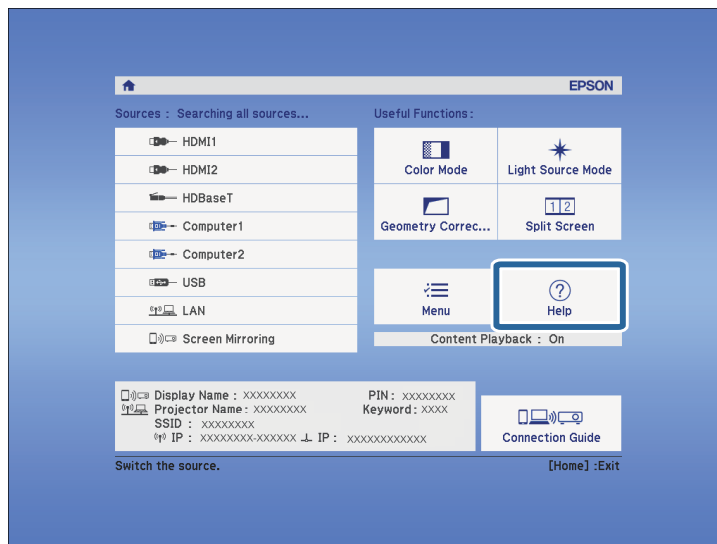 EPSON
Sources : Searching all sources...
HDMI1
HDMI2
HDBaseT
Computer1
Computer2
USB
LAN
Screen Mirroring
Useful Functions :
Color Mode
Light Source Mode
Geometry Correc...
1 2
Split Screen
Menu
?
Help
Content Playback : On
Display Name : XXXXXXXX PIN : XXXXXXXX
Projector Name : XXXXXXXX Keyword : XXXX
SSID : XXXXXXXX
IP : XXXXXXXX-XXXXXX IP : XXXXXXXXXXXX
Connection Guide
Switch the source.
[Home] :Exit